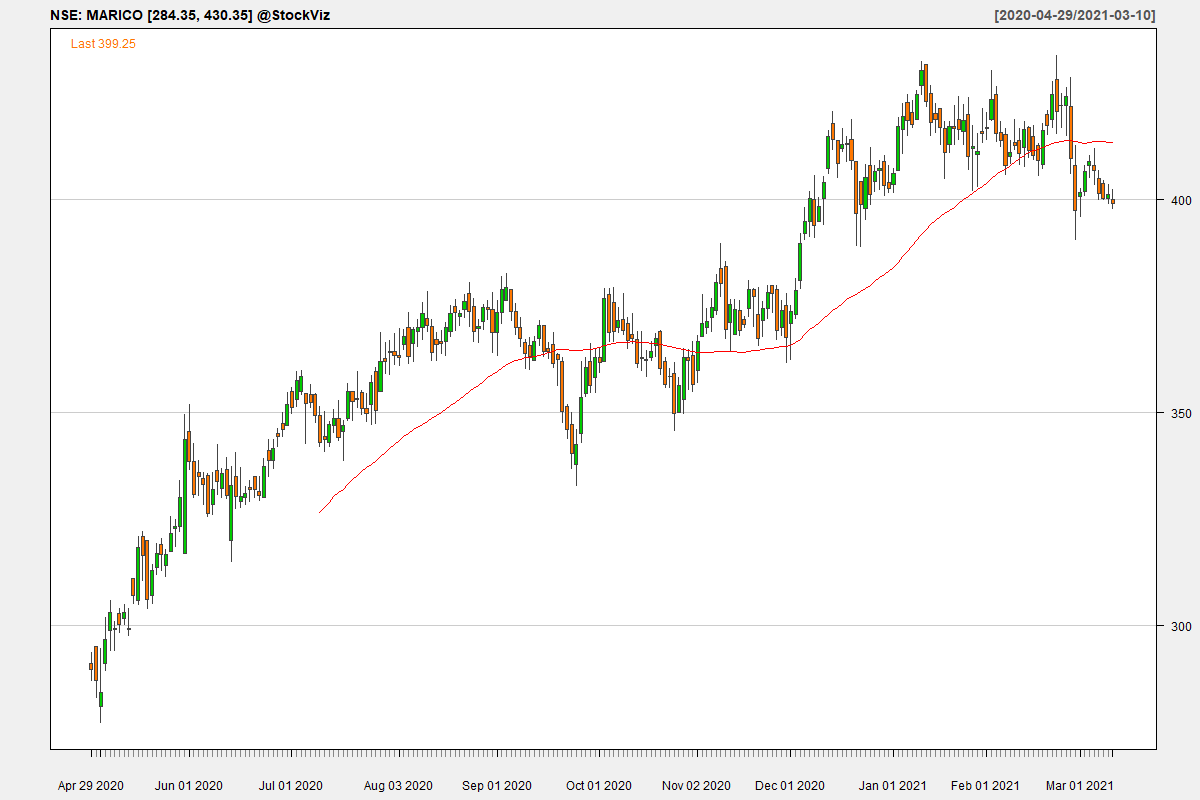 NSE: MARICO [284.35, 430.35] @StockViz [2020-04-29/2021-03-10]
Last 399.25
400
350
300
Apr 29 2020 Jun 01 2020 Jul 01 2020 Aug 03 2020 Sep 01 2020 Oct 01 2020 Nov 02 2020 Dec 01 2020 Jan 01 2021 Feb 01 2021 Mar 01 2021